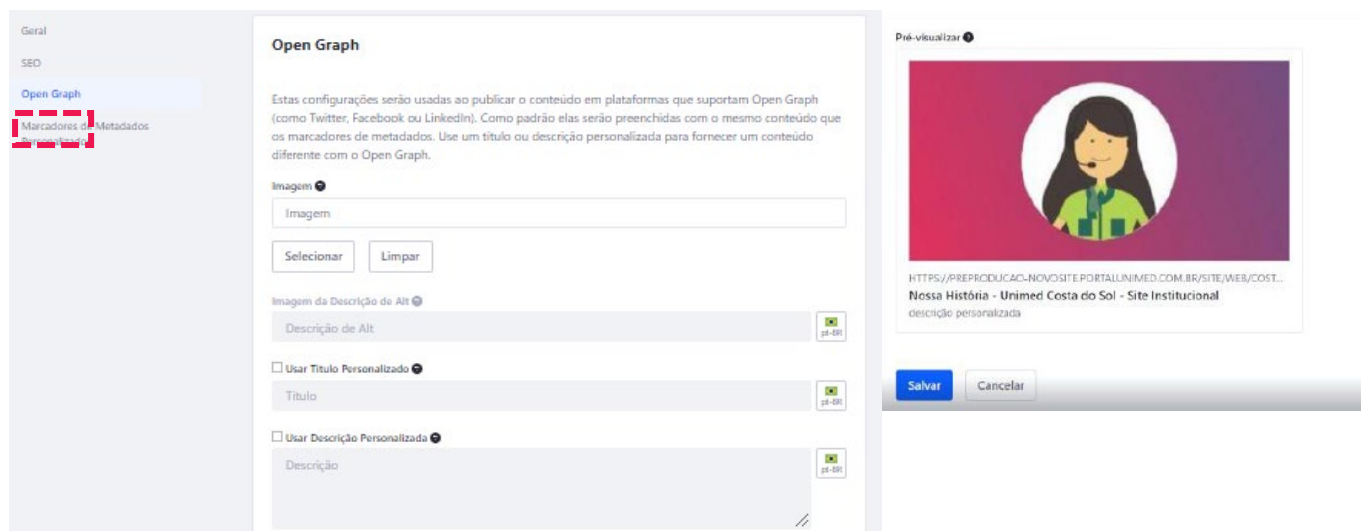 Geral
SEO
Open Graph
Marcadores de Metadados
Personalizado
Open Graph
Estas configurações serão usadas ao publicar o conteúdo em plataformas que suportam Open Graph
(como Twitter, Facebook ou LinkedIn). Como padrão elas serão preenchidas com o mesmo conteúdo que
os marcadores de metadados. Use um título ou descrição personalizada para fornecer um conteúdo
diferente com o Open Graph.
Imagem
Imagem
Selecionar Limpar
Imagem da Descrição de Alt
Descrição de Alt
pt-BR
Usar Título Personalizado
Título
pt-BR
Usar Descrição Personalizada
Descrição
pt-BR
Pré-visualizar
HTTPS://PREPRODUCAO-NOVOSITE.PORTALUNIMED.COM.BR/SITE/WEB/COST...
Nossa História - Unimed Costa do Sol - Site Institucional
descrição personalizada
Salvar Cancelar